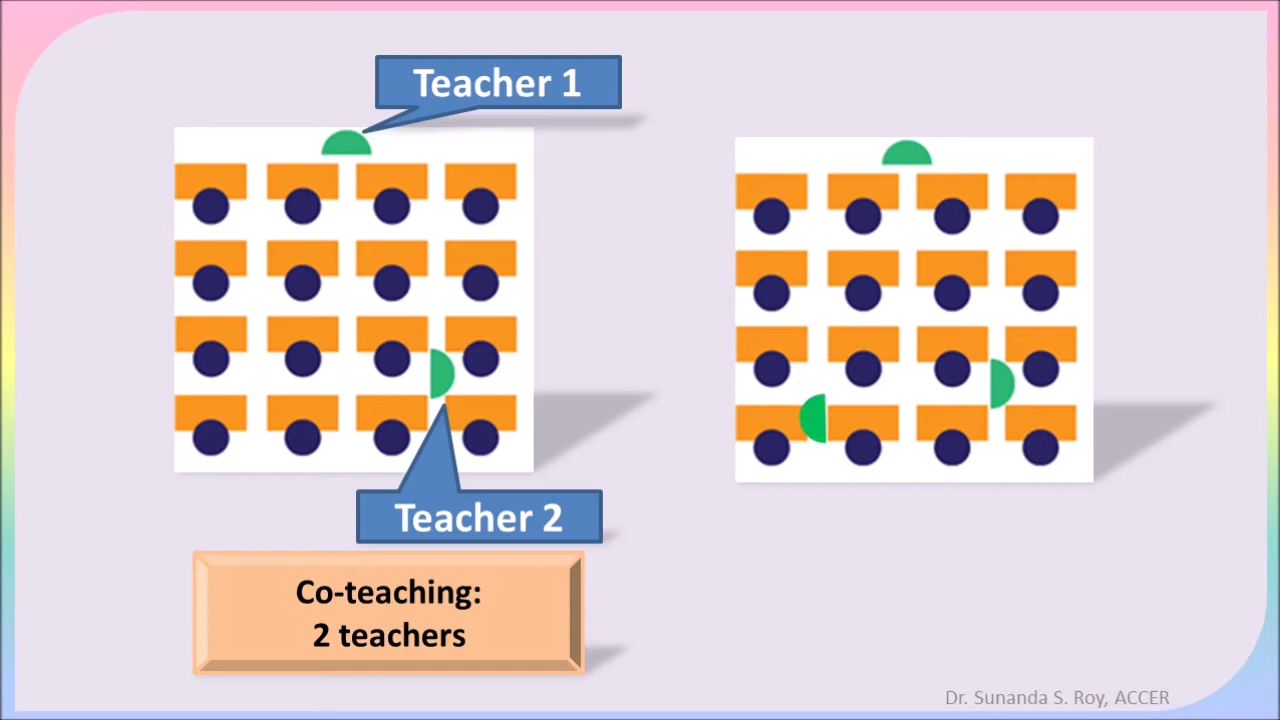 Teacher 1
Teacher 2
Co-teaching:
2 teachers
Dr. Sunanda S. Roy, ACCER